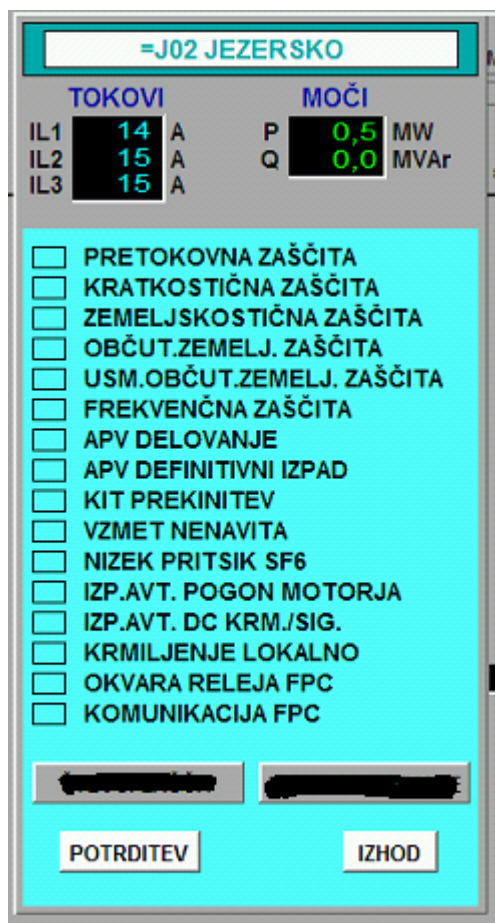 =J02 JEZERSKO
TOKOVI MOČI
IL1 14 A P 0,5 MW
IL2 15 A Q 0,0 MVAr
IL3 15 A
PRETOKOVNA ZAŠČITA
KRATKOSTIČNA ZAŠČITA
ZEMELJSKOSTIČNA ZAŠČITA
OBČUT.ZEMELJ. ZAŠČITA
USM.OBČUT.ZEMELJ. ZAŠČITA
FREKVENČNA ZAŠČITA
APV DELOVANJE
APV DEFINITIVNI IZPAD
KIT PREKINITEV
VZMET NENAVITA
NIZEK PRITSIK SF6
IZP.AVT. POGON MOTORJA
IZP.AVT. DC KRM./SIG.
KRMILJENJE LOKALNO
OKVARA RELEJA FPC
KOMUNIKACIJA FPC
POTRDITEV IZHOD